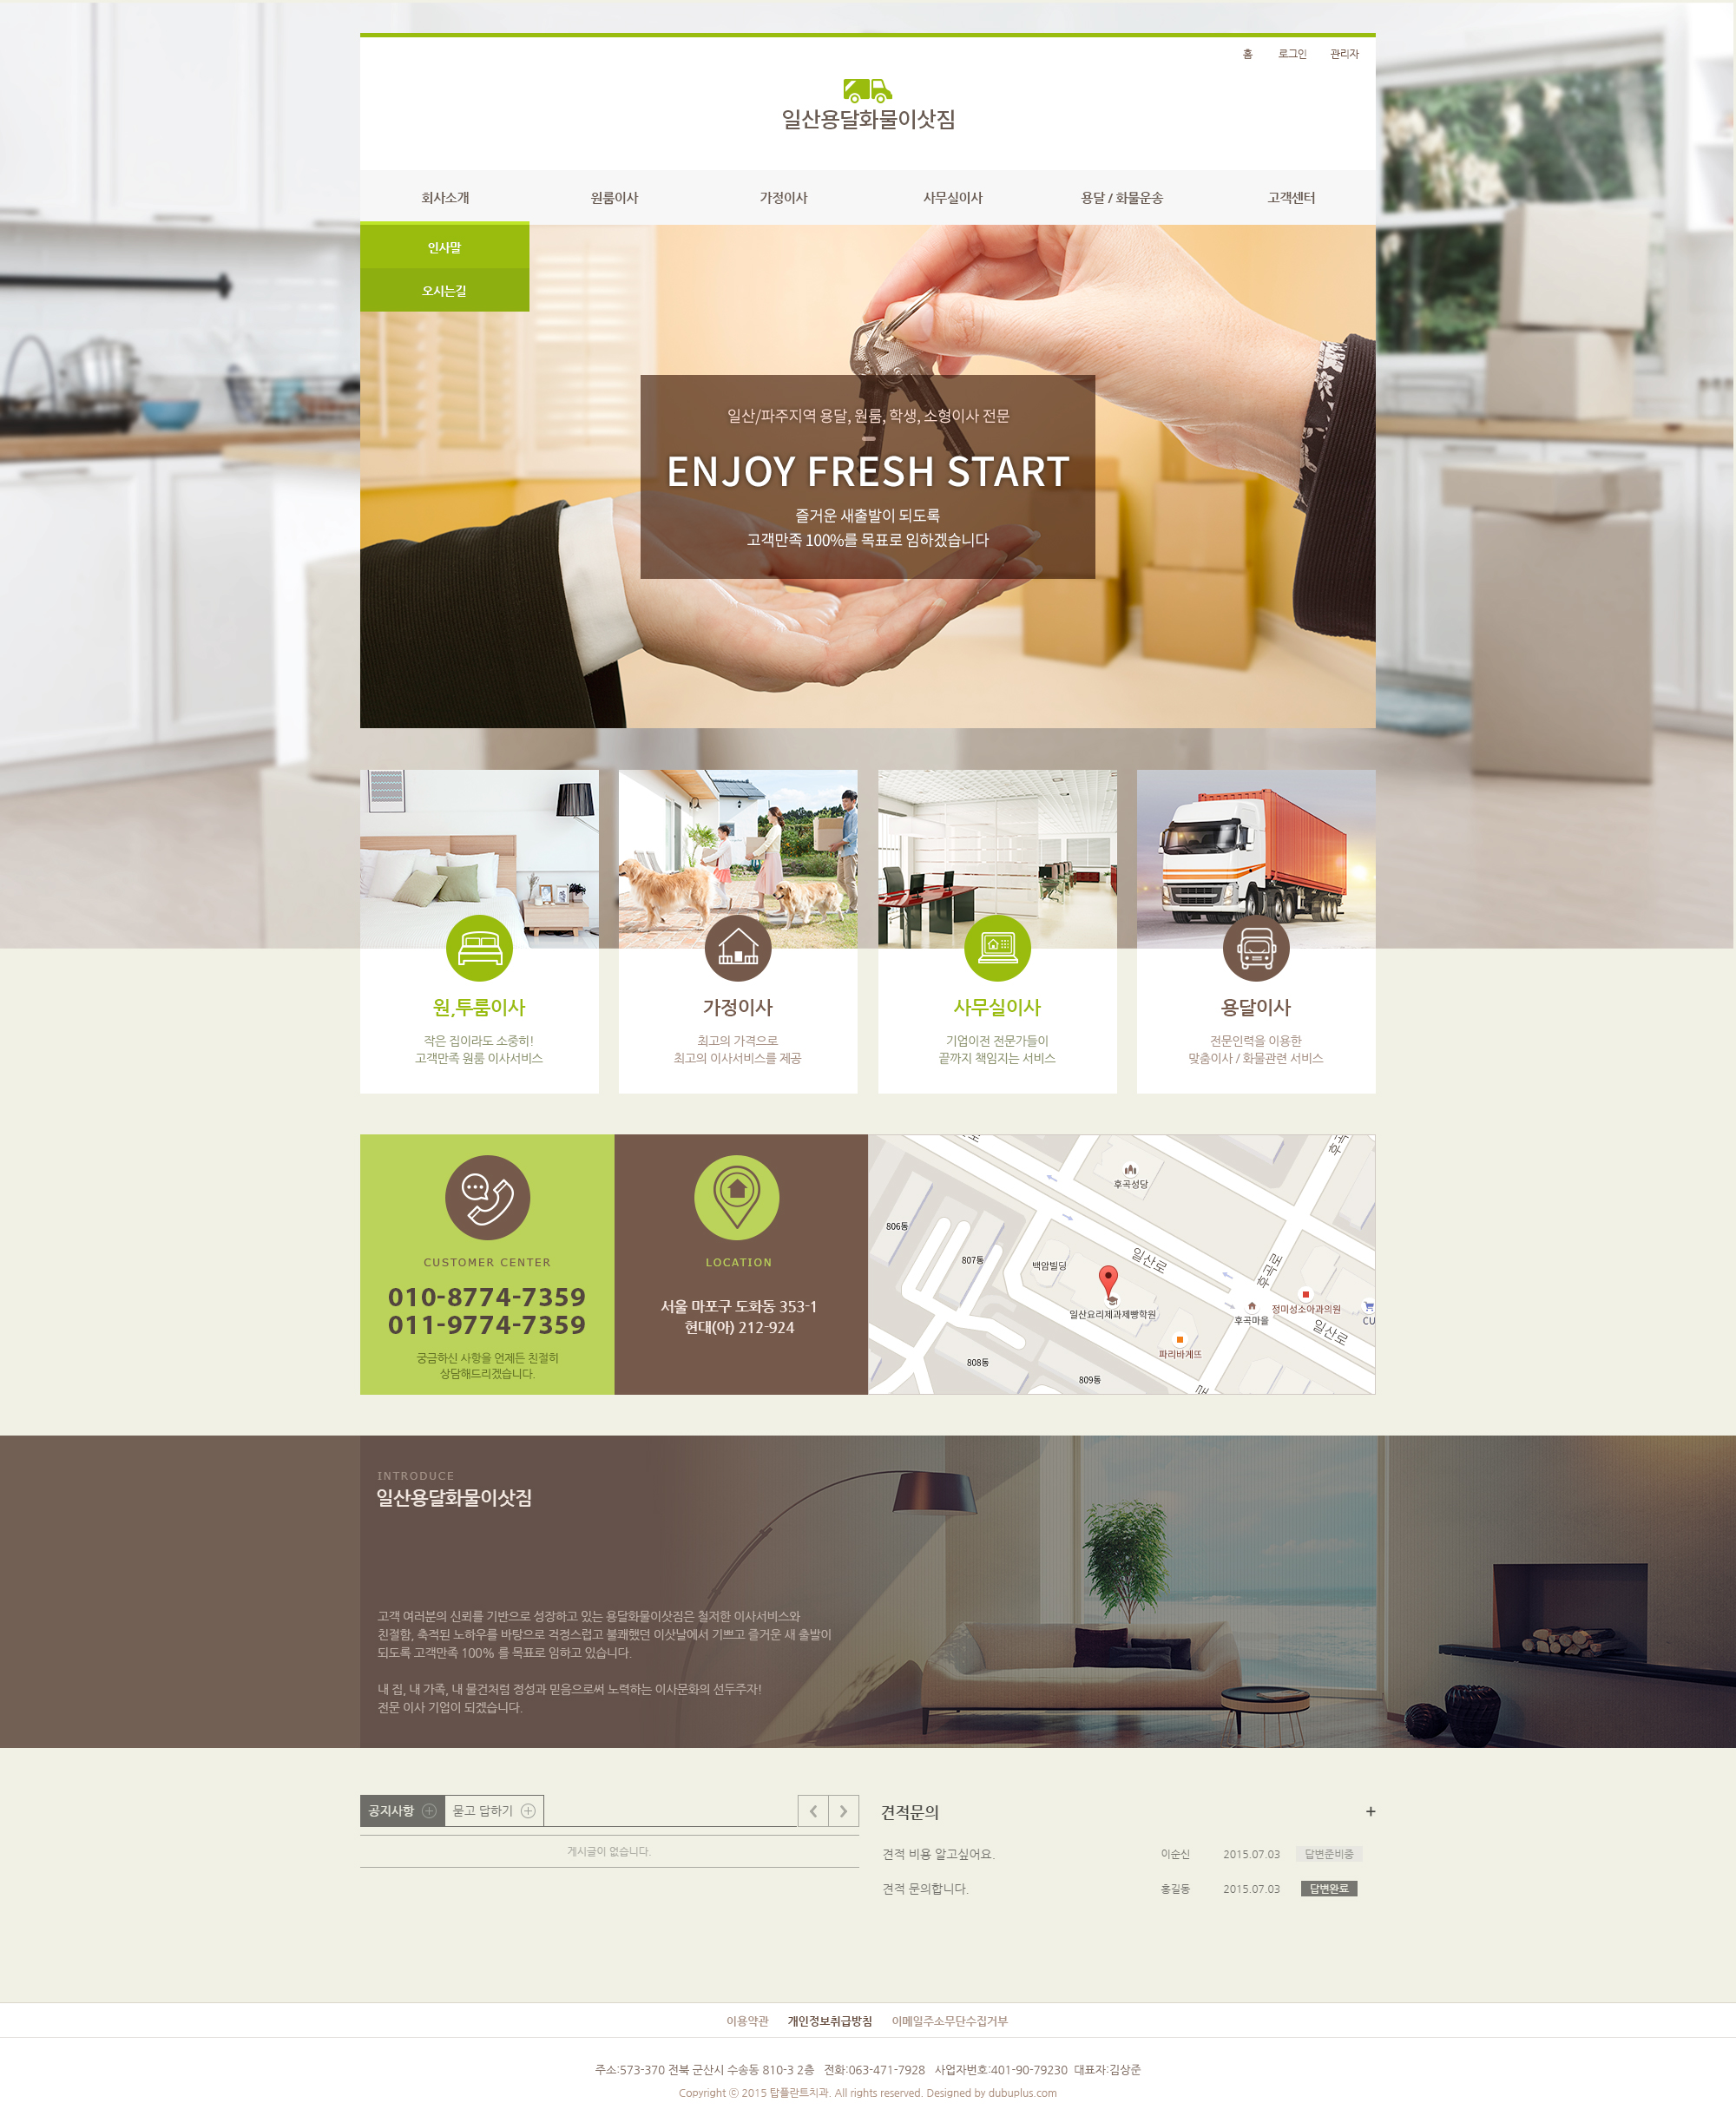 홈 로그인 관리자
일산용달화물이삿짐
회사소개 원룸이사 가정이사 사무실이사 용달 / 화물운송 고객센터
인사말
오시는길
일산/파주지역 용달, 원룸, 학생, 소형이사 전문
ENJOY FRESH START
즐거운 새출발이 되도록
고객만족 100%를 목표로 임하겠습니다
원,투룸이사
작은 집이라도 소중히!
고객만족 원룸 이사서비스
가정이사
최고의 가격으로
최고의 이사서비스를 제공
사무실이사
기업이전 전문가들이
끝까지 책임지는 서비스
용달이사
전문인력을 이용한
맞춤이사 / 화물관련 서비스
CUSTOMER CENTER
010-8774-7359
011-9774-7359
궁금하신 사항을 언제든 친절히
상담해드리겠습니다.
LOCATION
서울 마포구 도화동 353-1
현대(아) 212-924
후곡성당
806동
807동
백암빌딩
일산로
후곡로
일산요리제과제빵학원
정미성소아과의원
후곡마을
CU
일산로
파리바게뜨
808동
809동
INTRODUCE
일산용달화물이삿짐
고객 여러분의 신뢰를 기반으로 성장하고 있는 용달화물이삿짐은 철저한 이사서비스와
친절함, 축적된 노하우를 바탕으로 걱정스럽고 불쾌했던 이삿날에서 기쁘고 즐거운 새 출발이
되도록 고객만족 100% 를 목표로 임하고 있습니다.
내 집, 내 가족, 내 물건처럼 정성과 믿음으로써 노력하는 이사문화의 선두주자!
전문 이사 기업이 되겠습니다.
공지사항 묻고 답하기
게시글이 없습니다.
견적문의 +
견적 비용 알고싶어요. 이순신 2015.07.03 답변준비중
견적 문의합니다. 홍길동 2015.07.03 답변완료
이용약관 개인정보취급방침 이메일주소무단수집거부
주소:573-370 전북 군산시 수송동 810-3 2층 전화:063-471-7928 사업자번호:401-90-79230 대표자:김상준
Copyright ⓒ 2015 탑플란트치과. All rights reserved. Designed by dubuplus.com